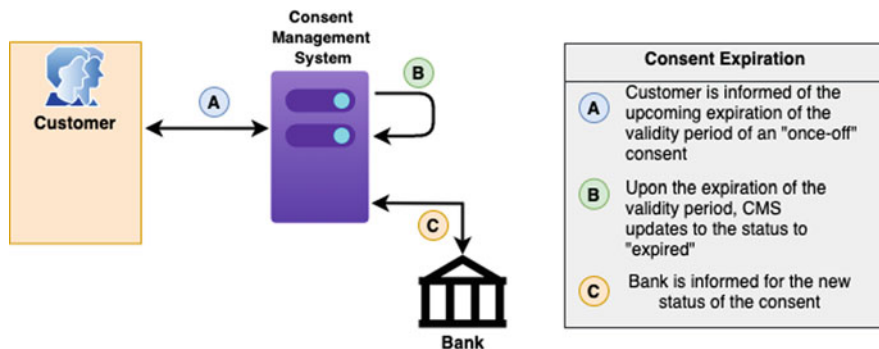 Consent
Management
System
Customer
A
B
C
Bank
Consent Expiration
A
Customer is informed of the
upcoming expiration of the
validity period of an "once-off"
consent
B
Upon the expiration of the
validity period, CMS
updates to the status to
"expired"
C
Bank is informed for the new
status of the consent